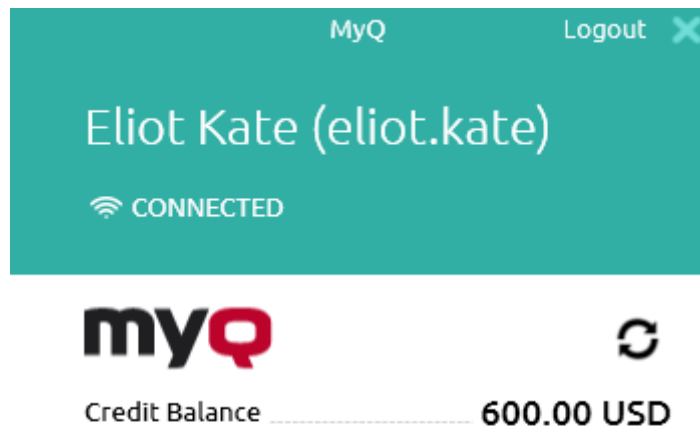 MyQ Logout
Eliot Kate (eliot.kate)
CONNECTED
myQ
Credit Balance 600.00 USD